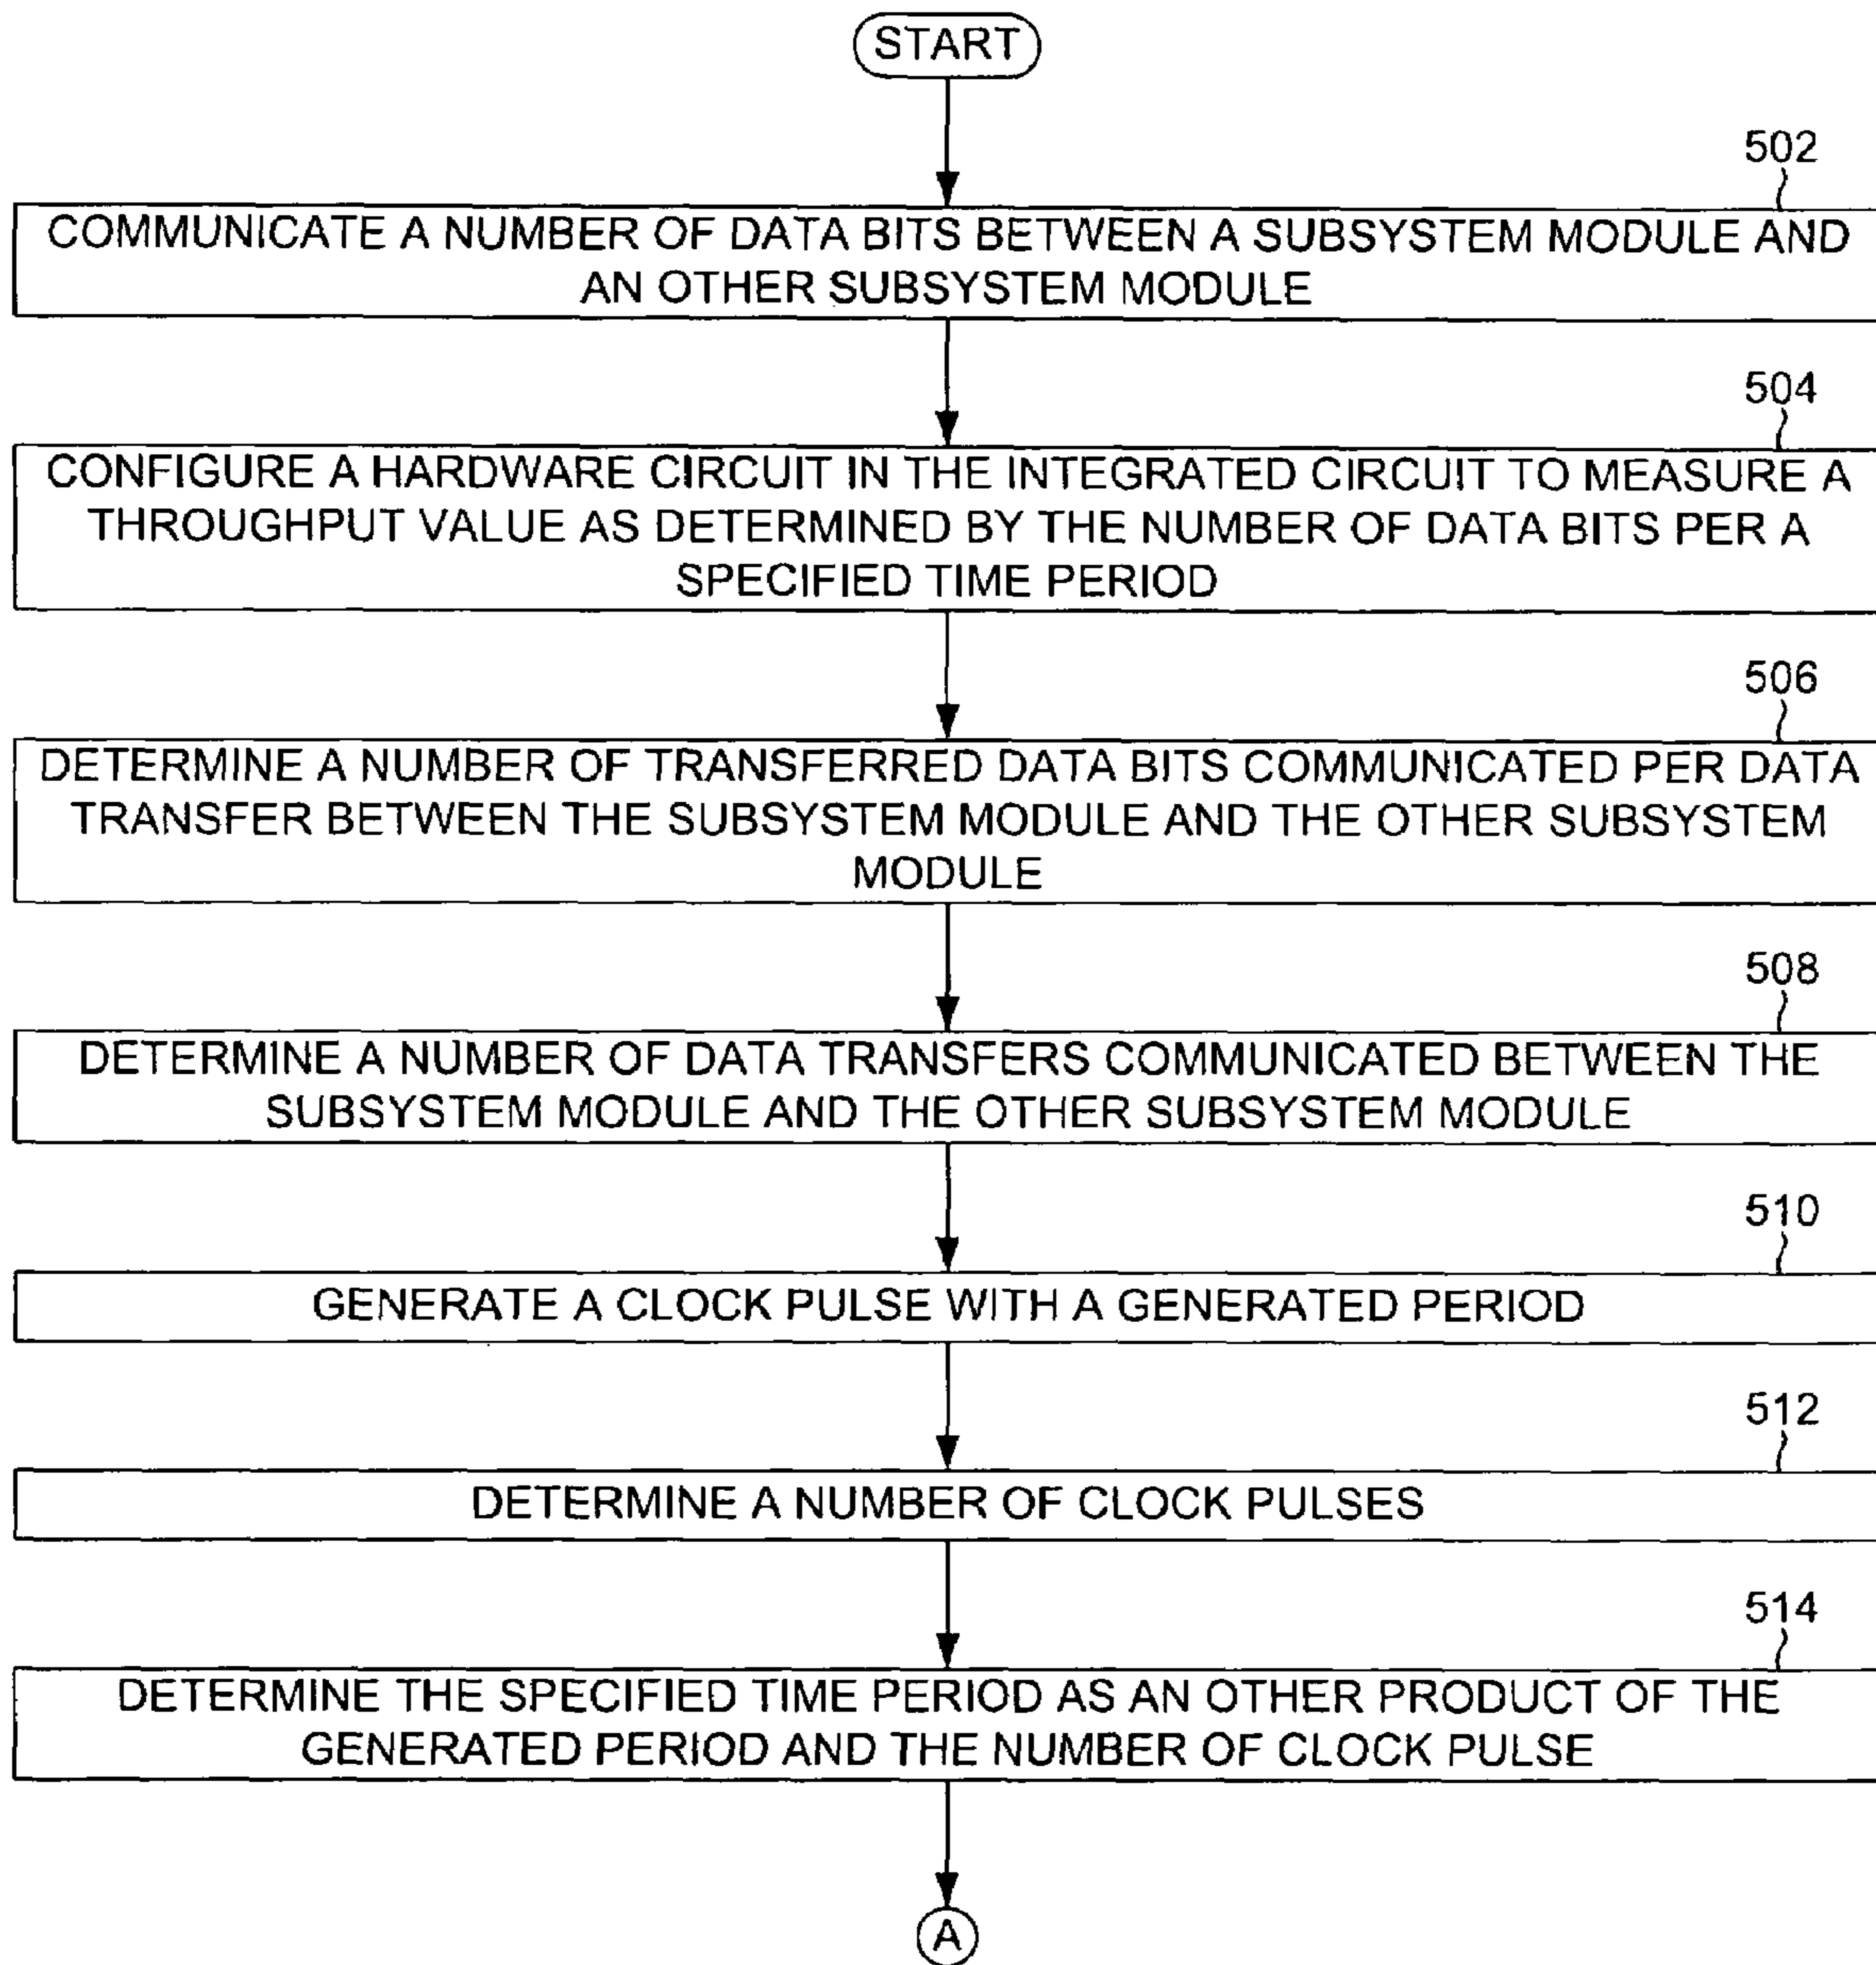 START
502
COMMUNICATE A NUMBER OF DATA BITS BETWEEN A SUBSYSTEM MODULE AND
AN OTHER SUBSYSTEM MODULE
504
CONFIGURE A HARDWARE CIRCUIT IN THE INTEGRATED CIRCUIT TO MEASURE A
THROUGHPUT VALUE AS DETERMINED BY THE NUMBER OF DATA BITS PER A
SPECIFIED TIME PERIOD
506
DETERMINE A NUMBER OF TRANSFERRED DATA BITS COMMUNICATED PER DATA
TRANSFER BETWEEN THE SUBSYSTEM MODULE AND THE OTHER SUBSYSTEM
MODULE
508
DETERMINE A NUMBER OF DATA TRANSFERS COMMUNICATED BETWEEN THE
SUBSYSTEM MODULE AND THE OTHER SUBSYSTEM MODULE
510
GENERATE A CLOCK PULSE WITH A GENERATED PERIOD
512
DETERMINE A NUMBER OF CLOCK PULSES
514
DETERMINE THE SPECIFIED TIME PERIOD AS AN OTHER PRODUCT OF THE
GENERATED PERIOD AND THE NUMBER OF CLOCK PULSE
A